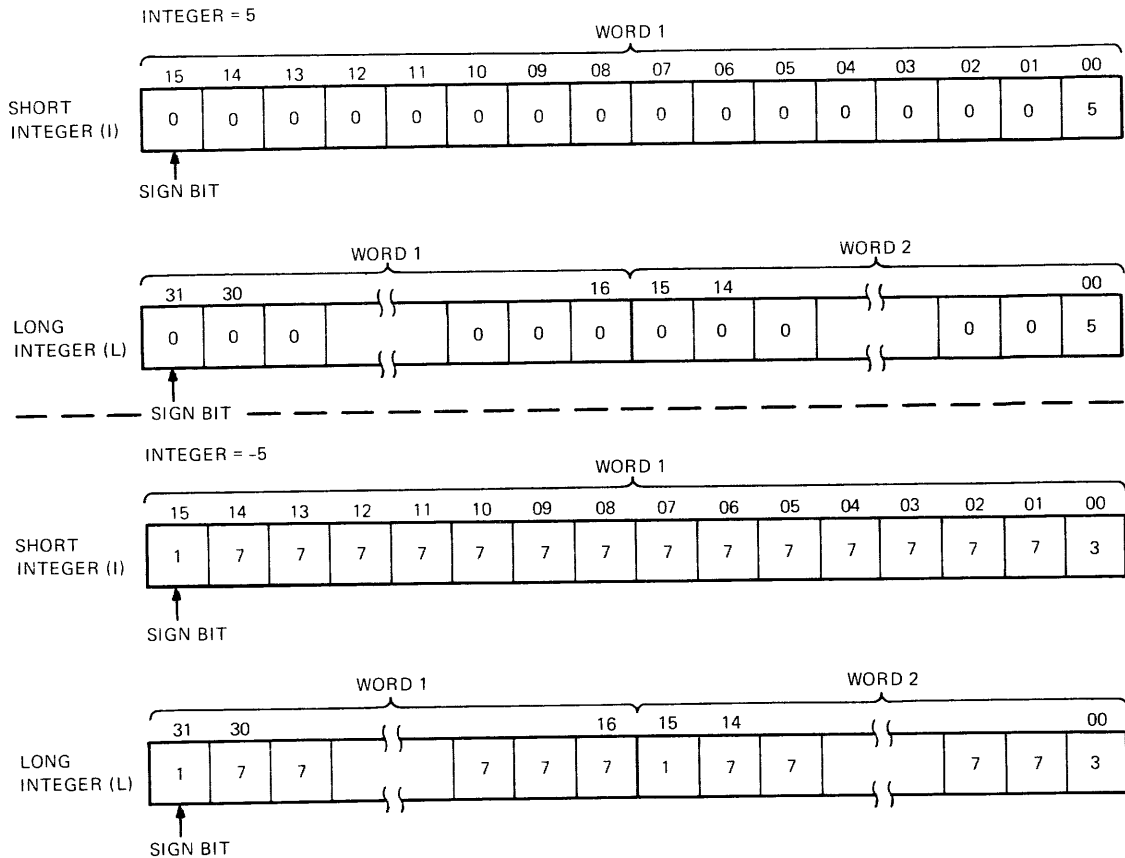 INTEGER = 5
WORD 1
15 14 13 12 11 10 09 08 07 06 05 04 03 02 01 00
SHORT INTEGER (I)
0 0 0 0 0 0 0 0 0 0 0 0 0 0 0 5
SIGN BIT
WORD 1 WORD 2
31 30 16 15 14 00
LONG INTEGER (L)
0 0 0 0 0 0 0 0 0 0 0 5
SIGN BIT
INTEGER = -5
WORD 1
15 14 13 12 11 10 09 08 07 06 05 04 03 02 01 00
SHORT INTEGER (I)
1 7 7 7 7 7 7 7 7 7 7 7 7 7 7 3
SIGN BIT
WORD 1 WORD 2
31 30 16 15 14 00
LONG INTEGER (L)
1 7 7 7 7 7 1 7 7 7 7 3
SIGN BIT